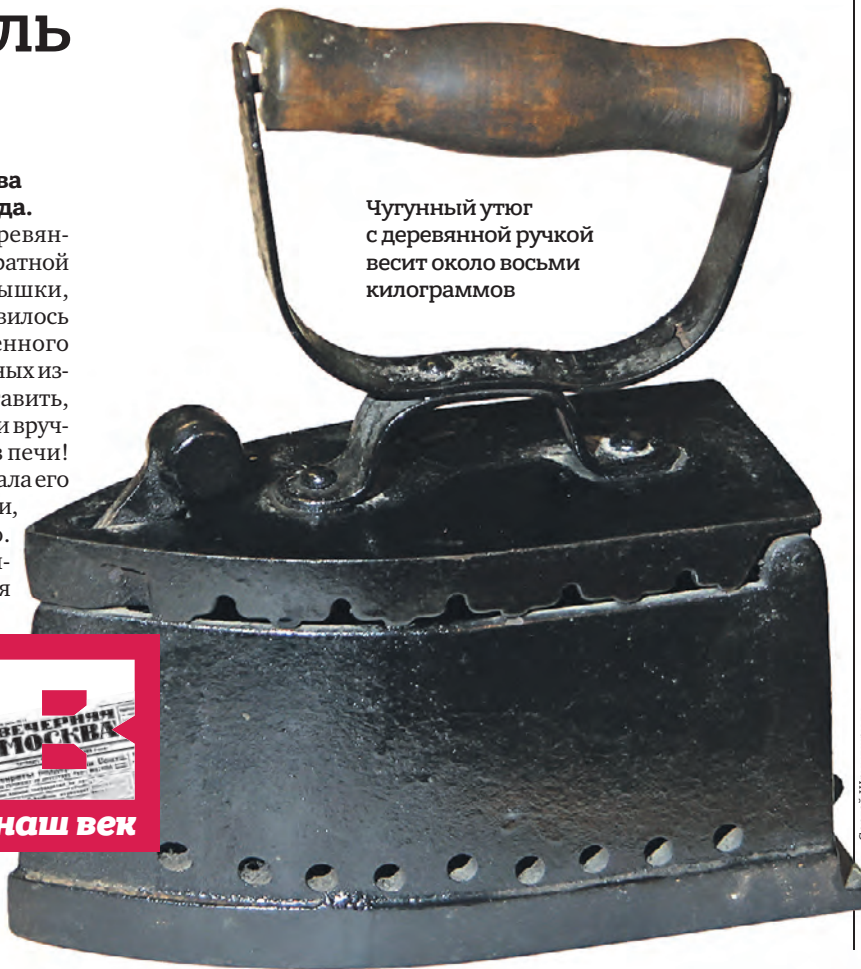 ль
ва
да.
ревян-
ратной
ышки,
вилось
енного
ных из-
авить,
и вруч-
в печи!
ала его
и,
о.
и-
я
Чугунный утюг
с деревянной ручкой
весит около восьми
килограммов
ВЕЧЕРНЯЯ
МОСКВА
наш век